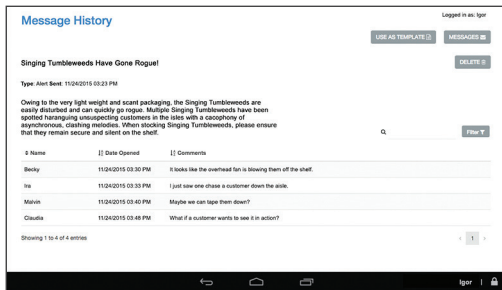 Logged in as: Igor
Message History
USE AS TEMPLATE
MESSAGES
Singing Tumbleweeds Have Gone Rogue!
DELETE
Type: Alert Sent: 11/24/2015 03:23 PM
Owing to the very light weight and scant packaging, the Singing Tumbleweeds are
easily disturbed and can quickly go rogue. Multiple Singing Tumbleweeds have been
spotted haranguing unsuspecting customers in the isles with a cacophony of
asynchronous, clashing melodies. When stocking Singing Tumbleweeds, please ensure
that they remain secure and silent on the shelf.
Filter
Name Date Opened Comments
Becky 11/24/2015 03:30 PM It looks like the overhead fan is blowing them off the shelf.
Ira 11/24/2015 03:33 PM I just saw one chase a customer down the aisle.
Malvin 11/24/2015 03:40 PM Maybe we can tape them down?
Claudia 11/24/2015 03:48 PM What if a customer wants to see it in action?
Showing 1 to 4 of 4 entries
‹ 1 ›
Igor |